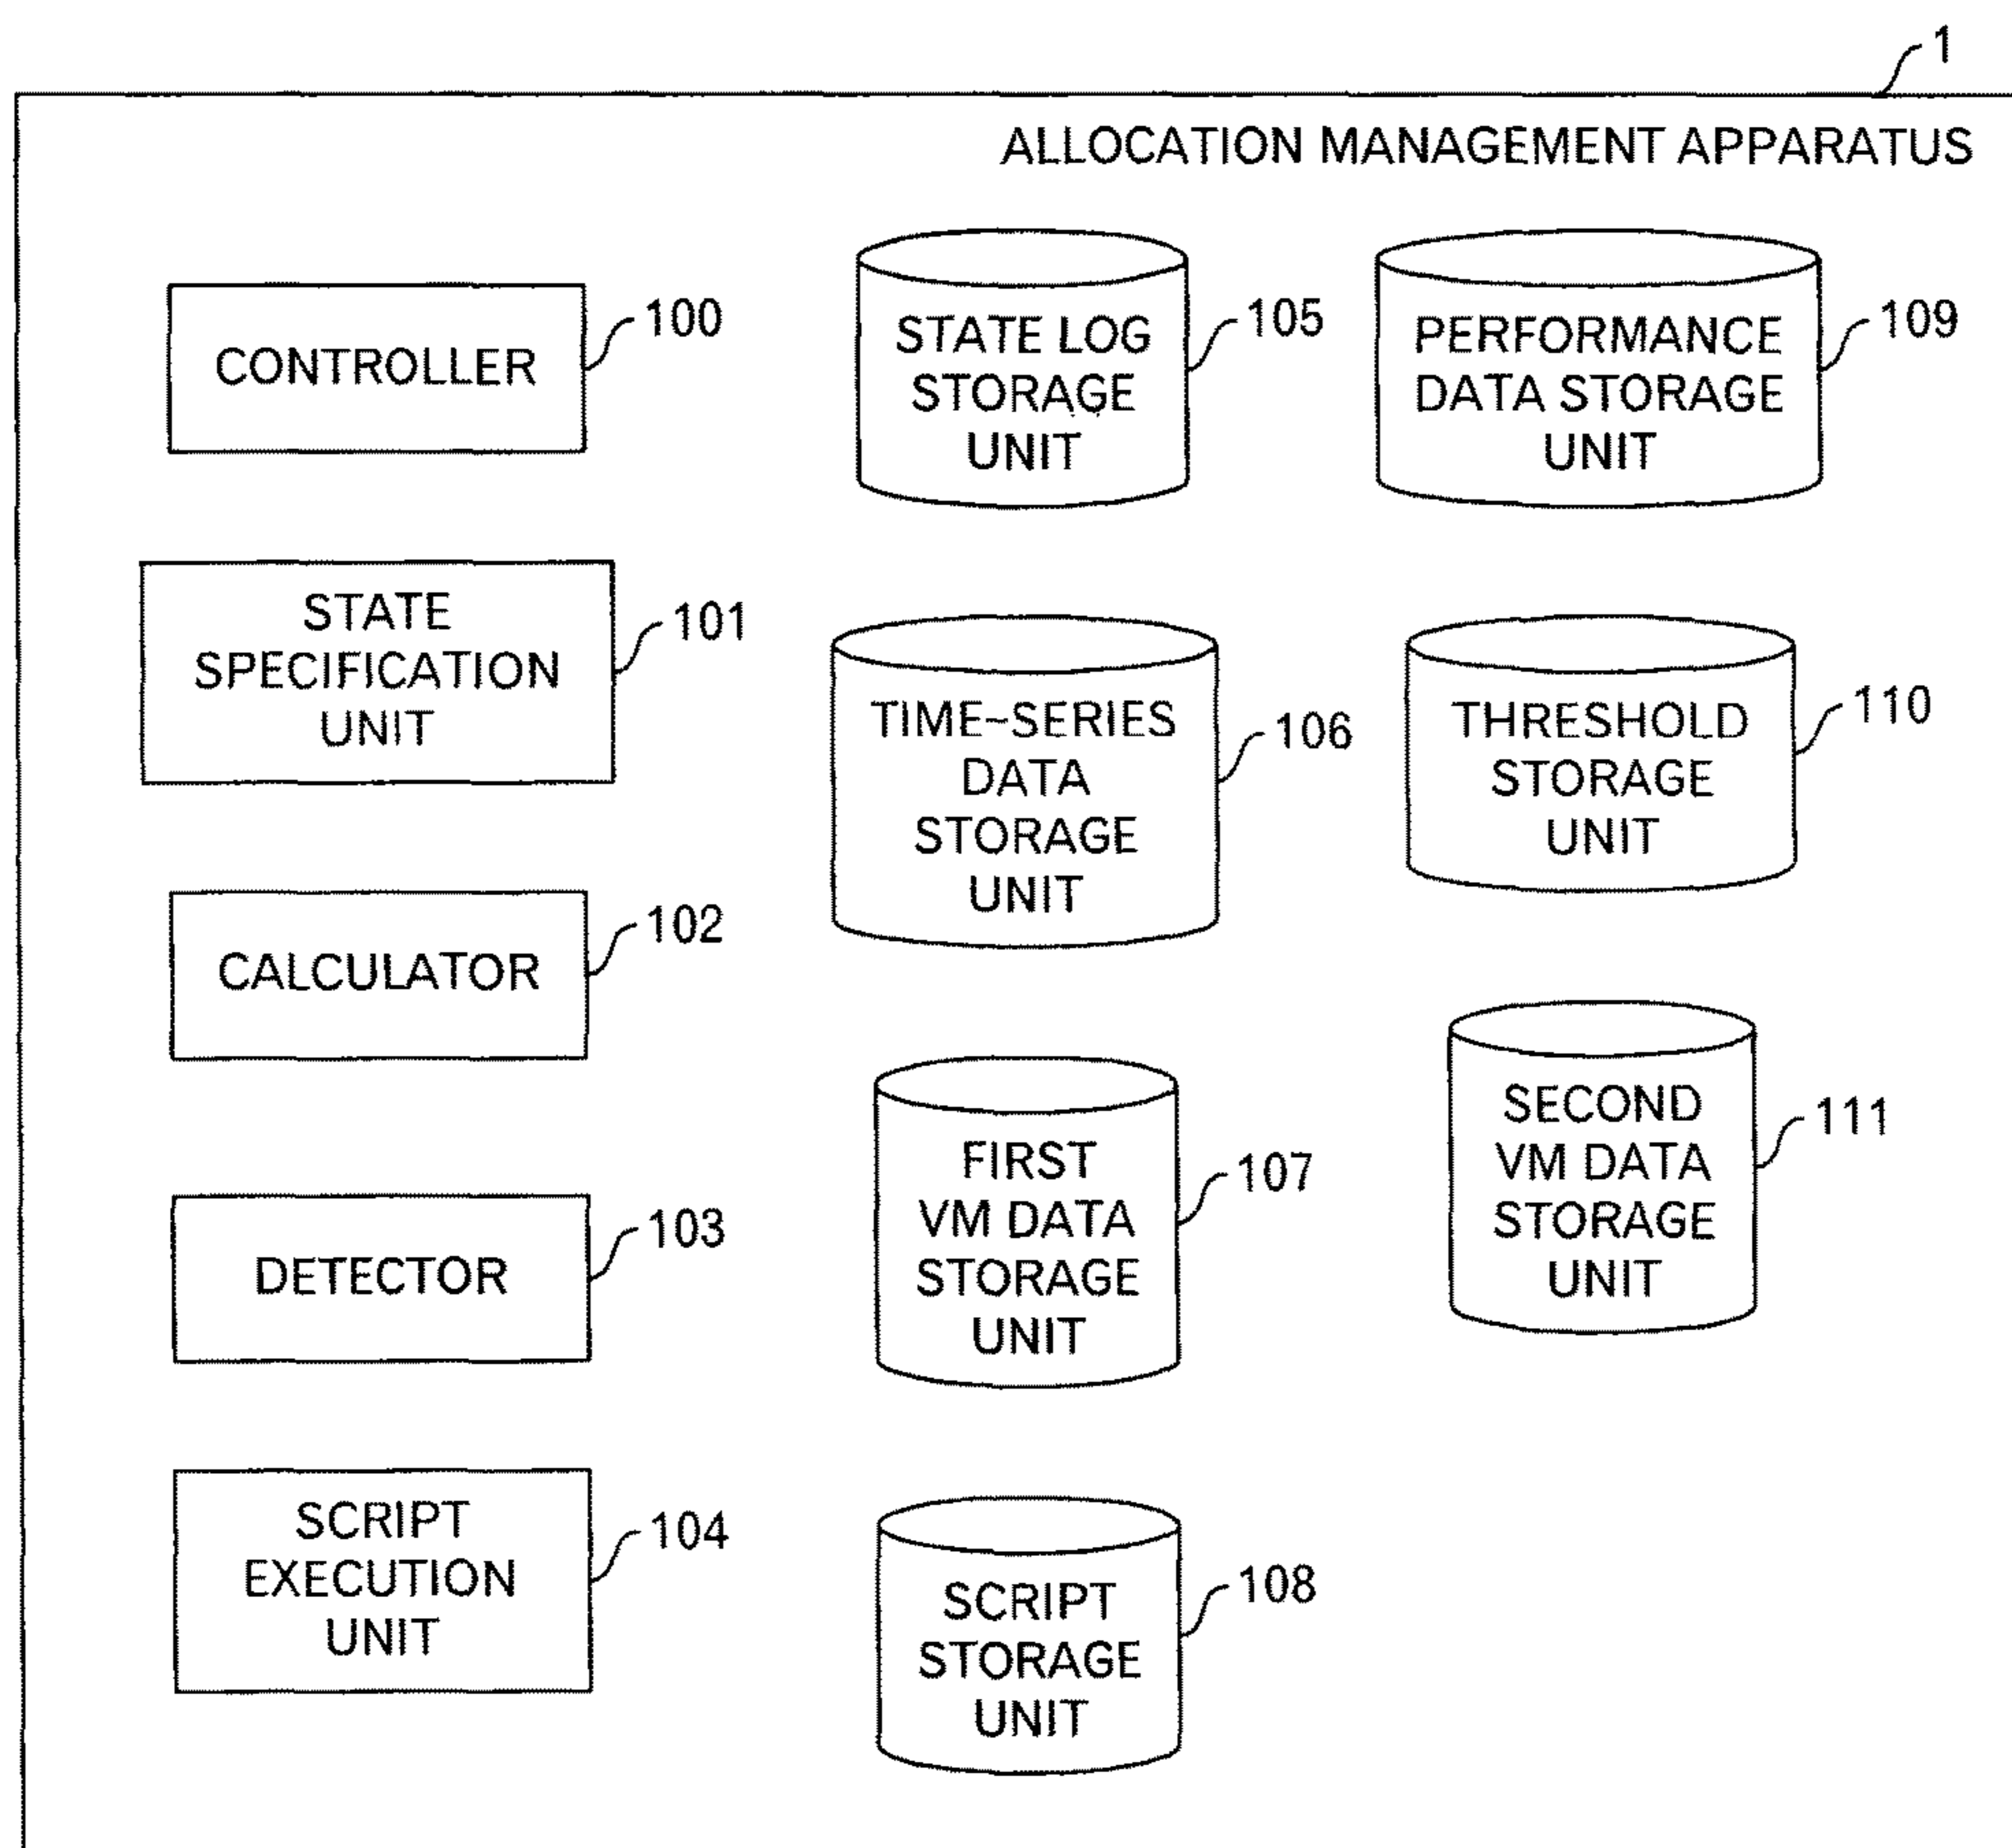 1
ALLOCATION MANAGEMENT APPARATUS
CONTROLLER
100
STATE
SPECIFICATION
UNIT
101
CALCULATOR
102
DETECTOR
103
SCRIPT
EXECUTION
UNIT
104
STATE LOG
STORAGE
UNIT
105
TIME-SERIES
DATA
STORAGE
UNIT
106
FIRST
VM DATA
STORAGE
UNIT
107
SCRIPT
STORAGE
UNIT
108
PERFORMANCE
DATA STORAGE
UNIT
109
THRESHOLD
STORAGE
UNIT
110
SECOND
VM DATA
STORAGE
UNIT
111